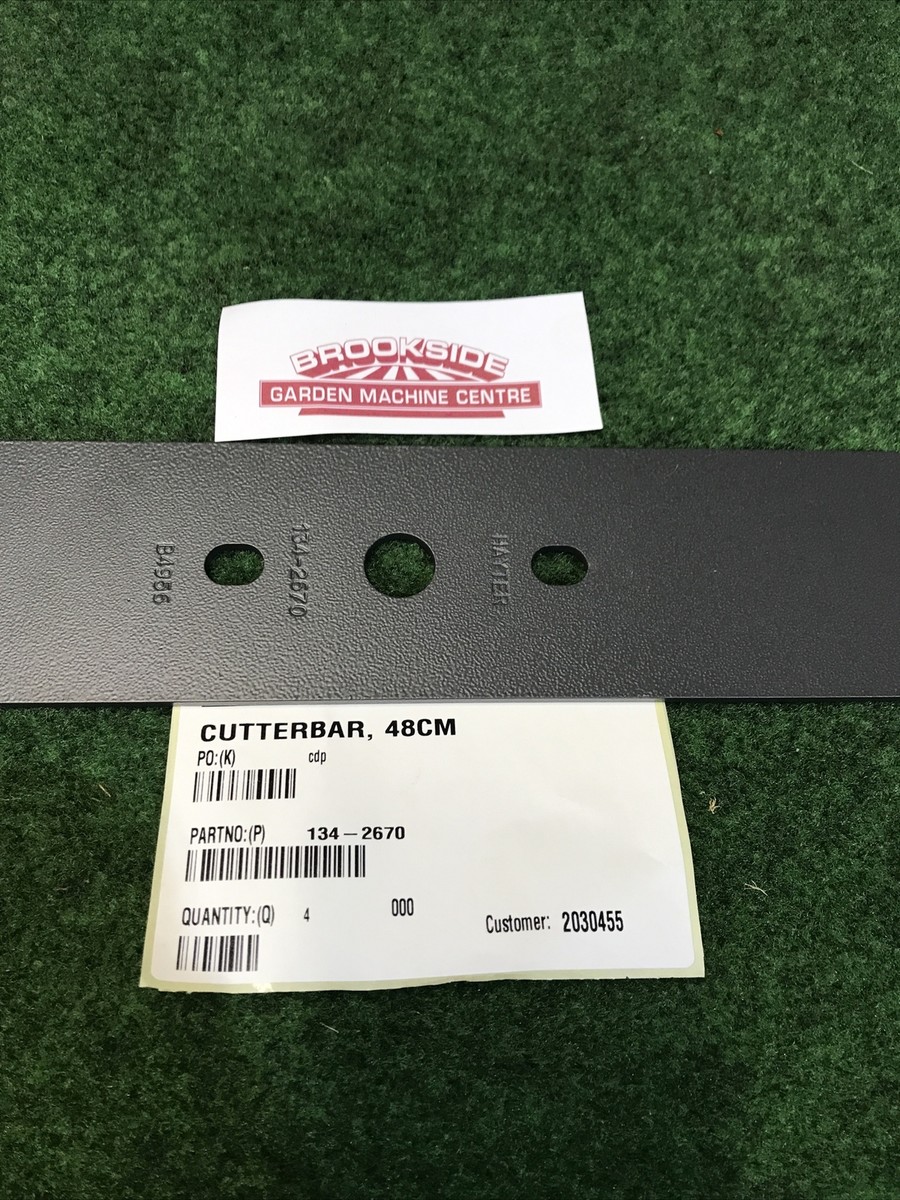 BROOKSIDE
GARDEN MACHINE CENTRE
B4956
134-2670
HAYTER
CUTTERBAR, 48CM
PO:(K) cdp
PARTNO:(P) 134-2670
QUANTITY:(Q) 4 000
Customer: 2030455